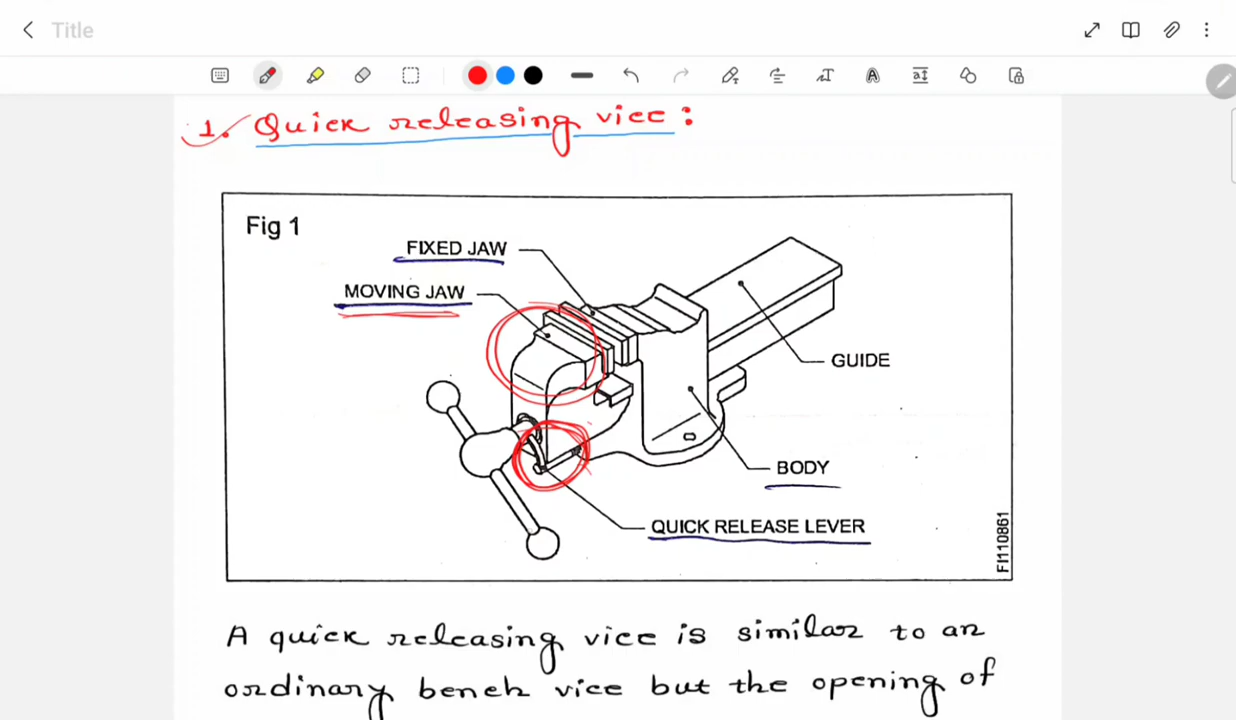 Title
1. Quick releasing vice:
Fig 1
FIXED JAW
MOVING JAW
GUIDE
BODY
QUICK RELEASE LEVER
FI110861
A quick releasing vice is similar to an
ordinary bench vice but the opening of